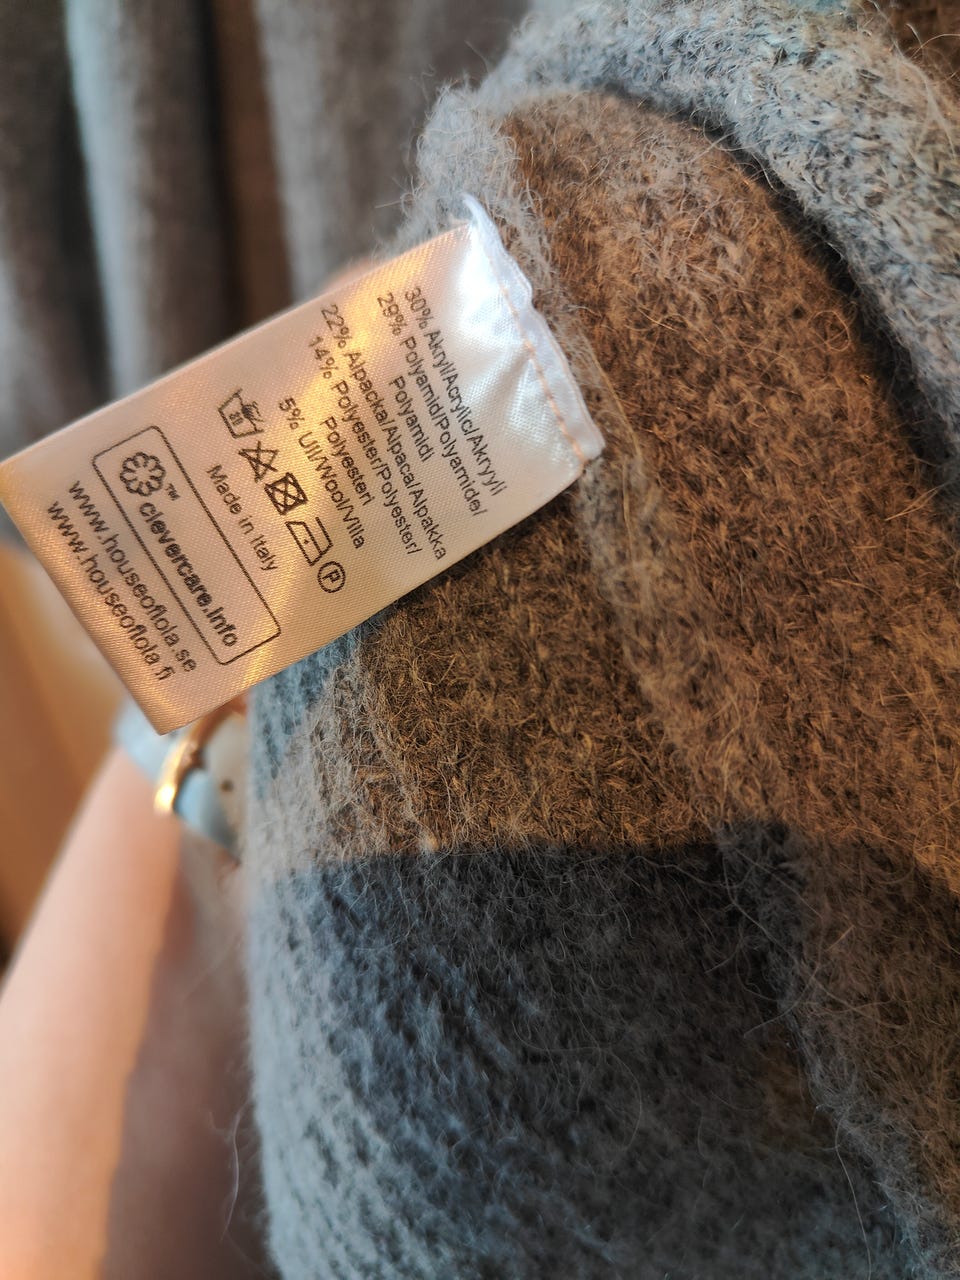 30% Akryl/Acrylic/Akryyli
29% Polyamid/Polyamide/
Polyamidi
22% Alpacka/Alpaca/Alpakka
14% Polyester/Polyester/
Polyesteri
5% Ull/Wool/Villa
P
Made in Italy
clevercare.info™
www.houseoflola.se
www.houseoflola.fi